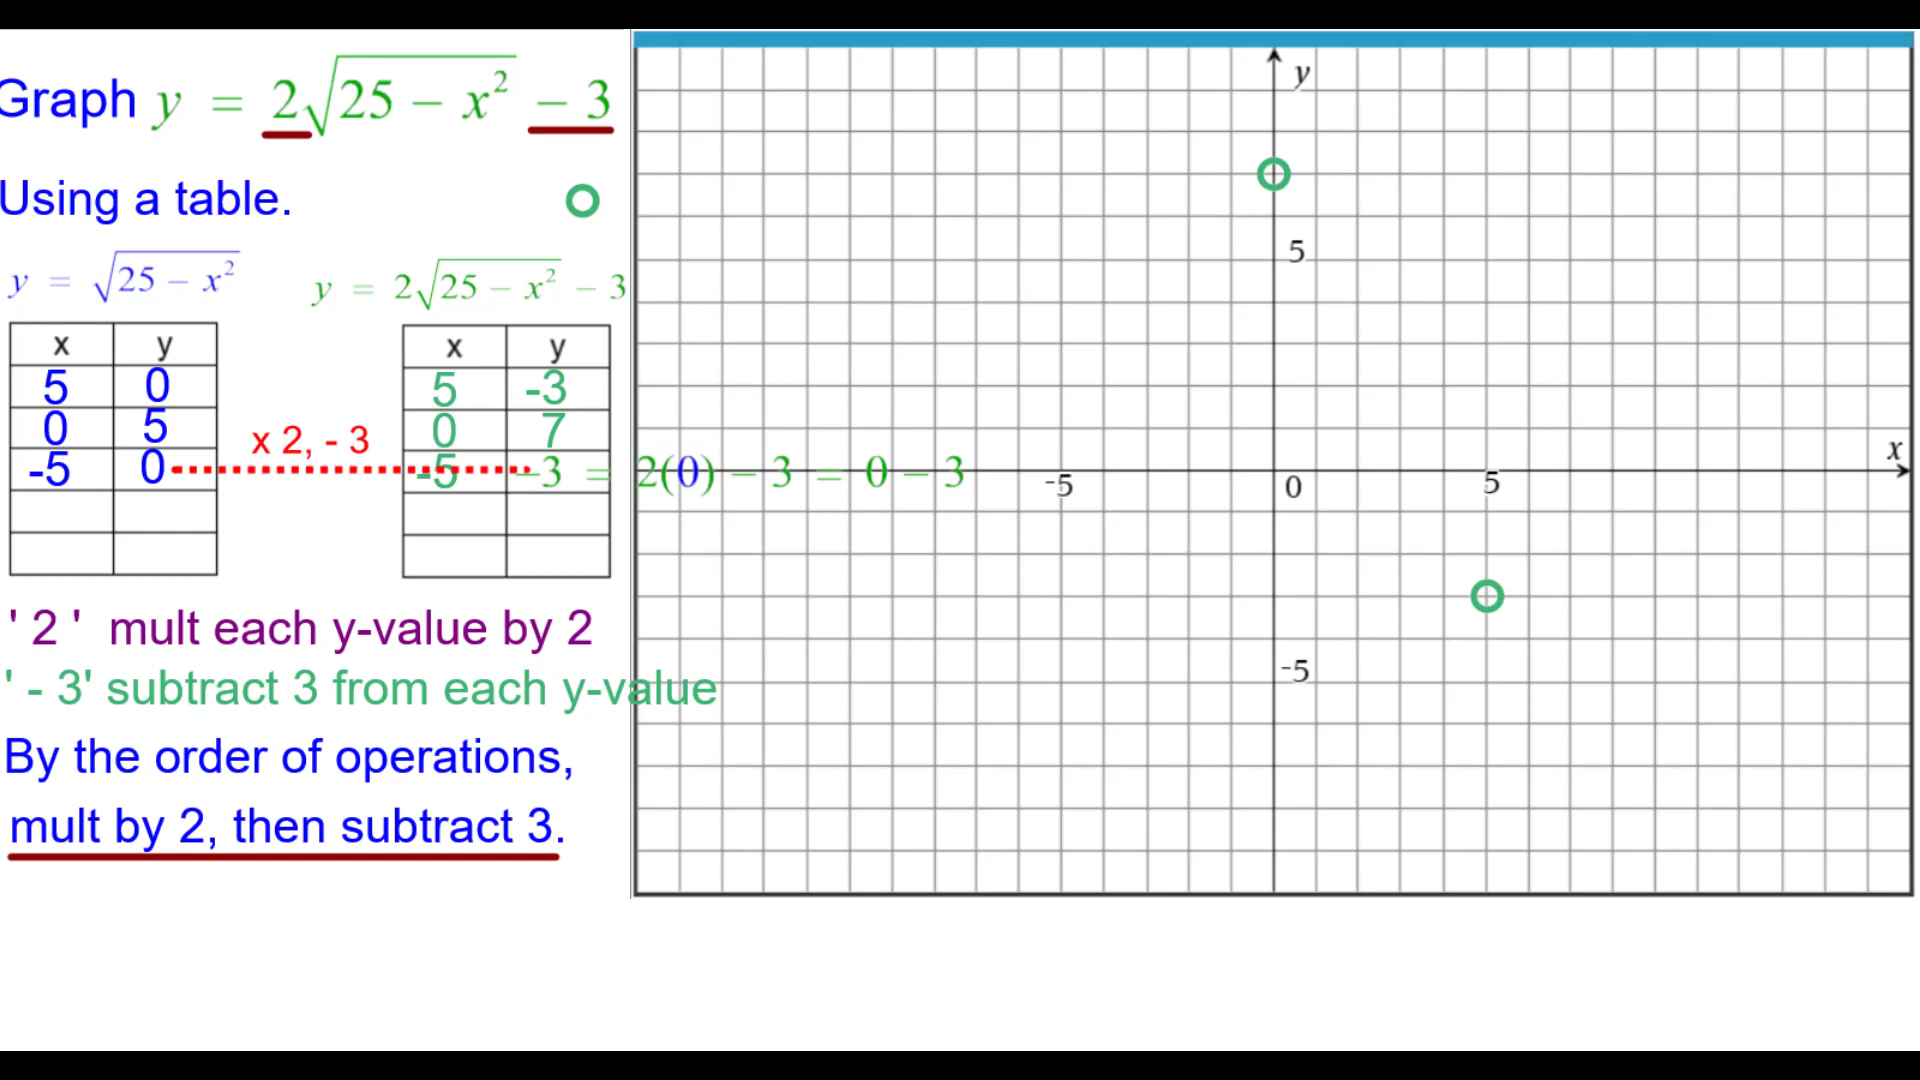 Graph y = 2√25 − x² − 3
Using a table.
y = √25 − x²
y = 2√25 − x² − 3
x y
5 0
0 5
-5 0
x 2, - 3
x y
5 -3
0 7
-5 −3 = 2(0) − 3 = 0 − 3
' 2 ' mult each y-value by 2
' - 3' subtract 3 from each y-value
By the order of operations,
mult by 2, then subtract 3.
y
5
x
-5 0 5
-5